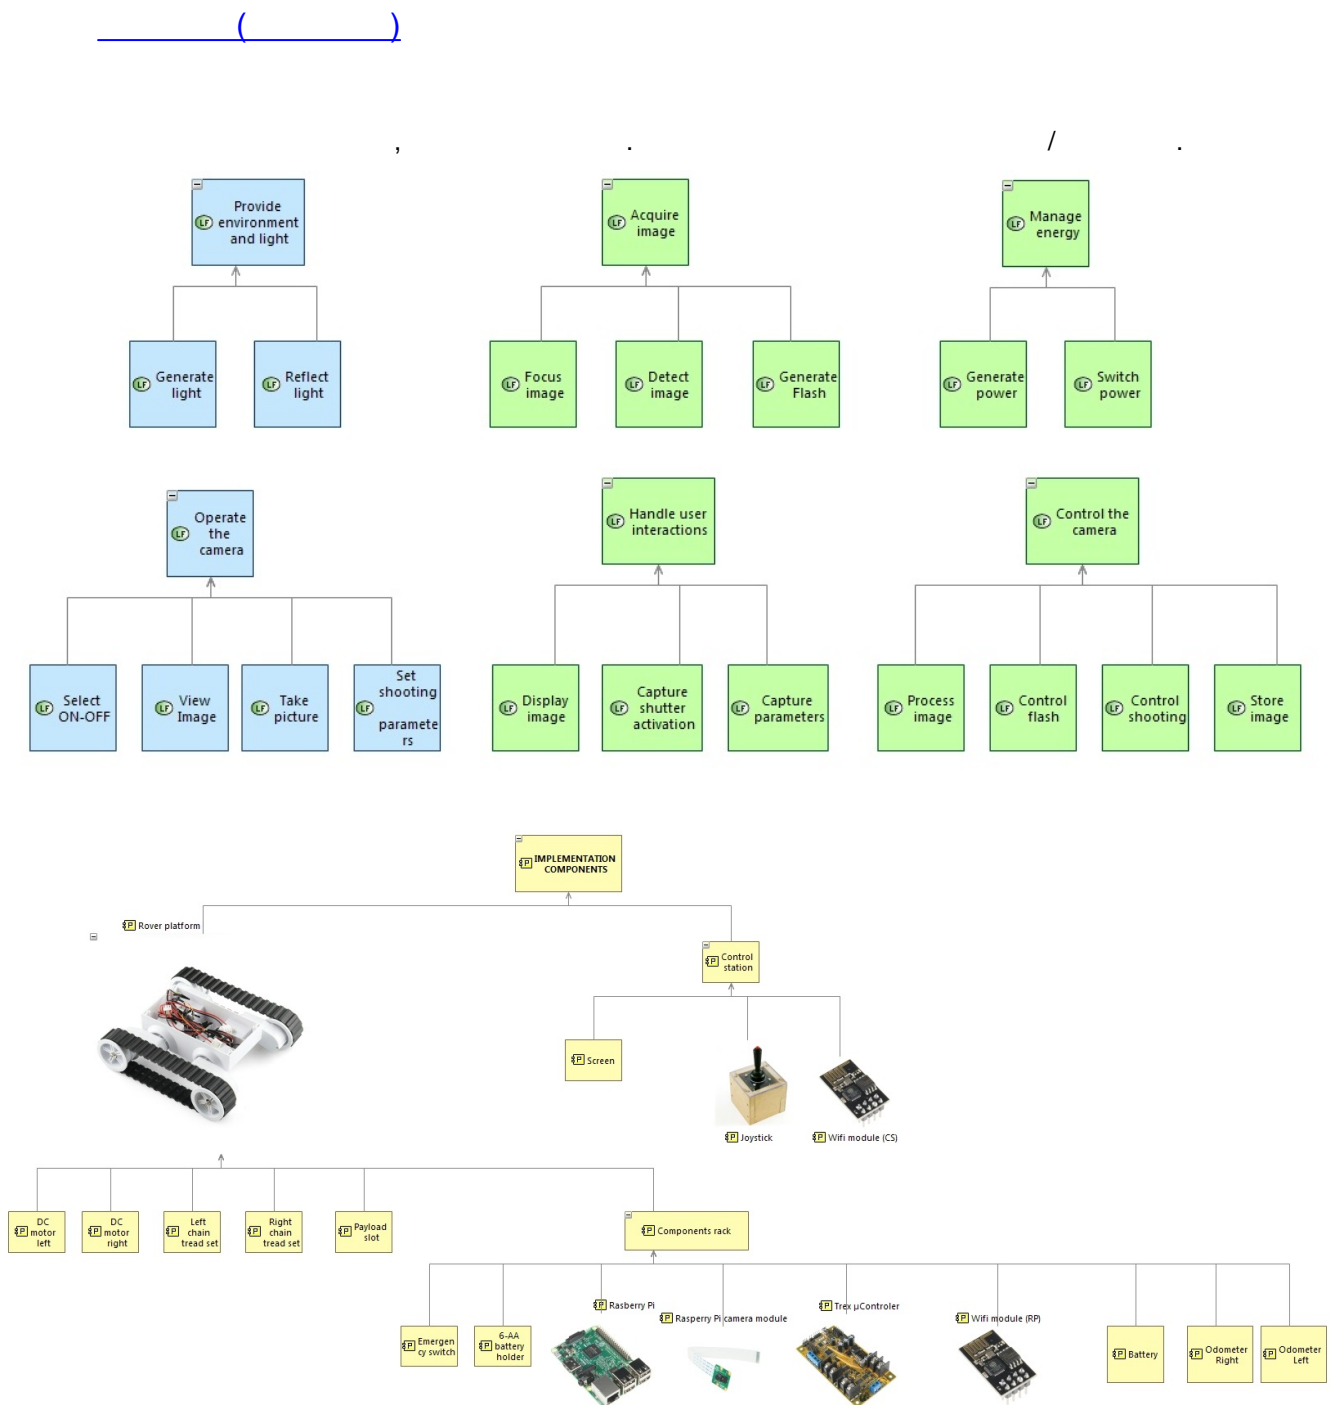 ( )
, . / .
Provide
environment
and light
Acquire
image
Manage
energy
Generate
light
Reflect
light
Focus
image
Detect
image
Generate
Flash
Generate
power
Switch
power
Operate
the
camera
Handle user
interactions
Control the
camera
Select
ON-OFF
View
Image
Take
picture
Set
shooting
paramete
rs
Display
image
Capture
shutter
activation
Capture
parameters
Process
image
Control
flash
Control
shooting
Store
image
IMPLEMENTATION
COMPONENTS
Rover platform
Control
station
Screen
Joystick
Wifi module (CS)
DC
motor
left
DC
motor
right
Left
chain
tread set
Right
chain
tread set
Payload
slot
Components rack
Emergen
cy switch
6-AA
battery
holder
Rasberry Pi
Rasperry Pi camera module
Trex µControler
Wifi module (RP)
Battery
Odometer
Right
Odometer
Left